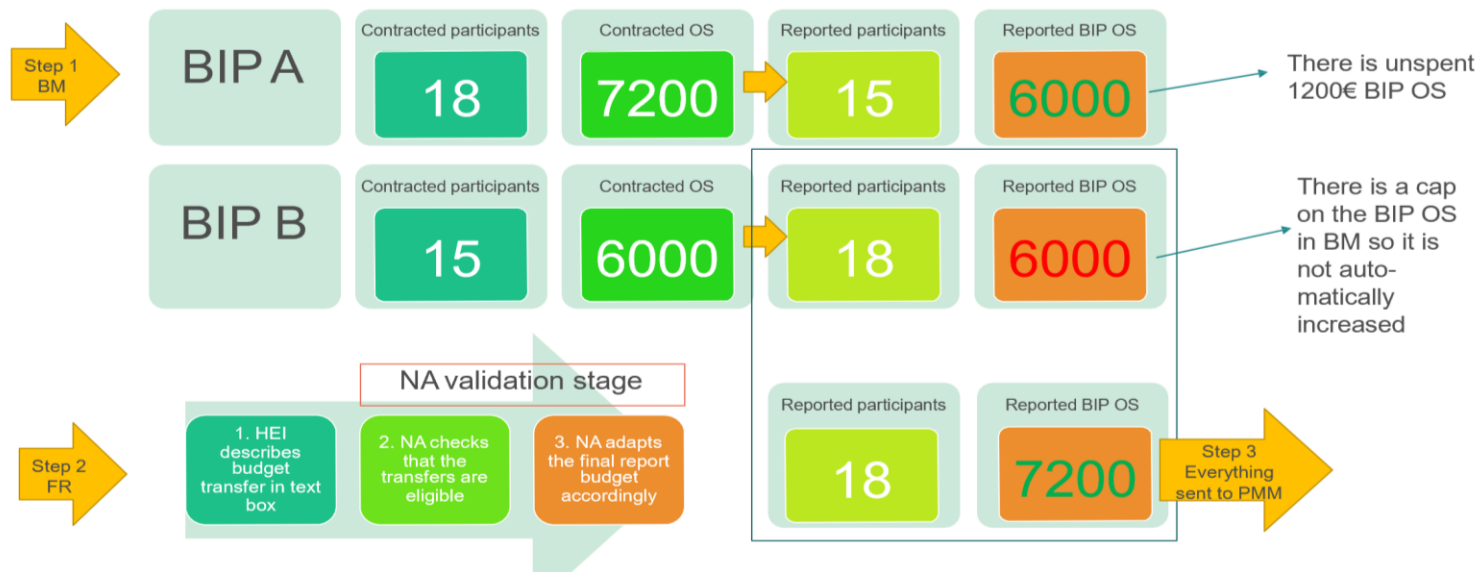 Step 1
BM
BIP A
Contracted participants
18
Contracted OS
7200
Reported participants
15
Reported BIP OS
6000
There is unspent
1200€ BIP OS
BIP B
Contracted participants
15
Contracted OS
6000
Reported participants
18
Reported BIP OS
6000
There is a cap
on the BIP OS
in BM so it is
not auto-
matically
increased
Step 2
FR
NA validation stage
1. HEI
describes
budget
transfer in text
box
2. NA checks
that the
transfers are
eligible
3. NA adapts
the final report
budget
accordingly
Reported participants
18
Reported BIP OS
7200
Step 3
Everything
sent to PMM